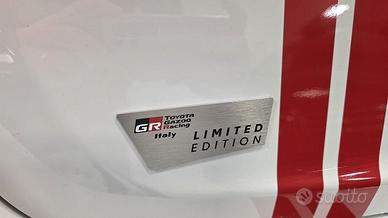 GR TOYOTA
GAZOO
Racing
Italy
LIMITED
EDITION
subito